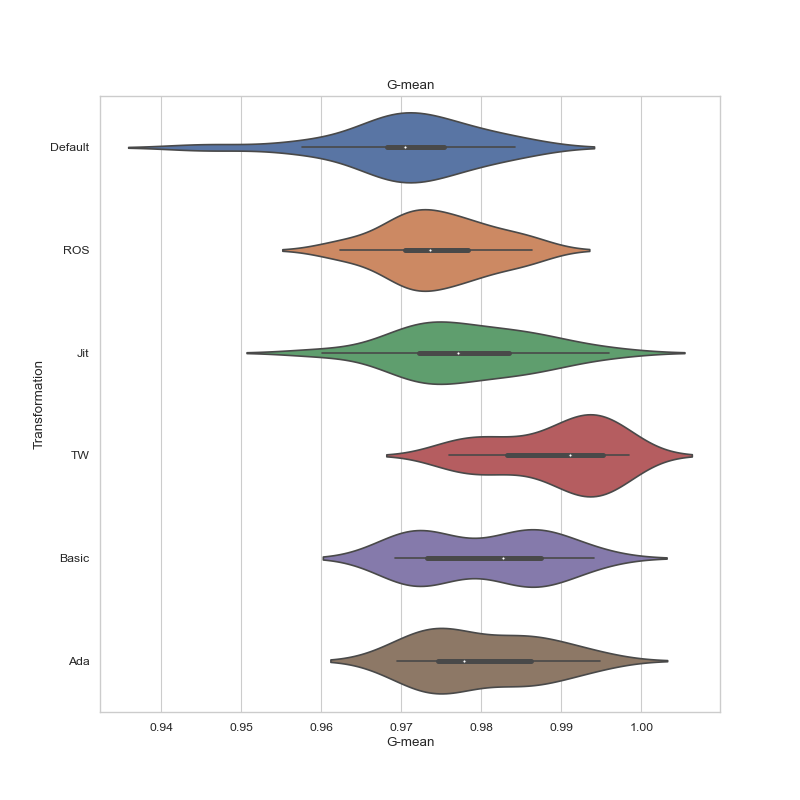 G-mean
Default
ROS
Jit
TW
Basic
Ada
Transformation
0.94 0.95 0.96 0.97 0.98 0.99 1.00
G-mean